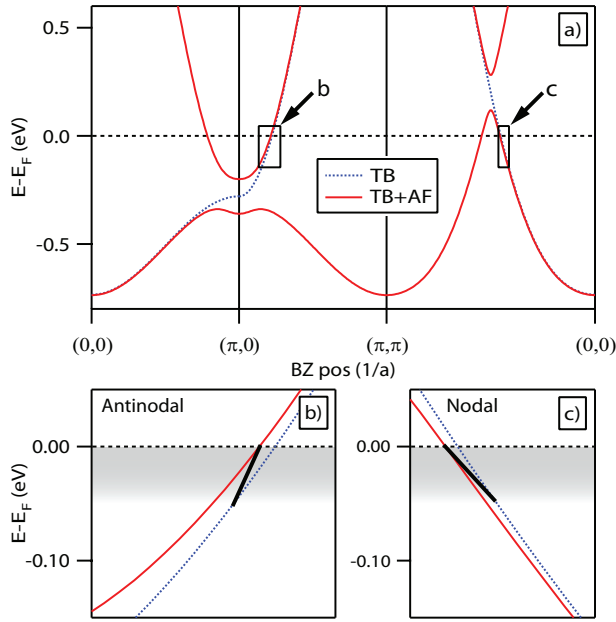 a)
E-E_F (eV)
0.5
0.0
-0.5
b
c
TB
TB+AF
(0,0)
(π,0)
(π,π)
(0,0)
BZ pos (1/a)
Antinodal
b)
Nodal
c)
E-E_F (eV)
0.00
-0.10
0.00
-0.10